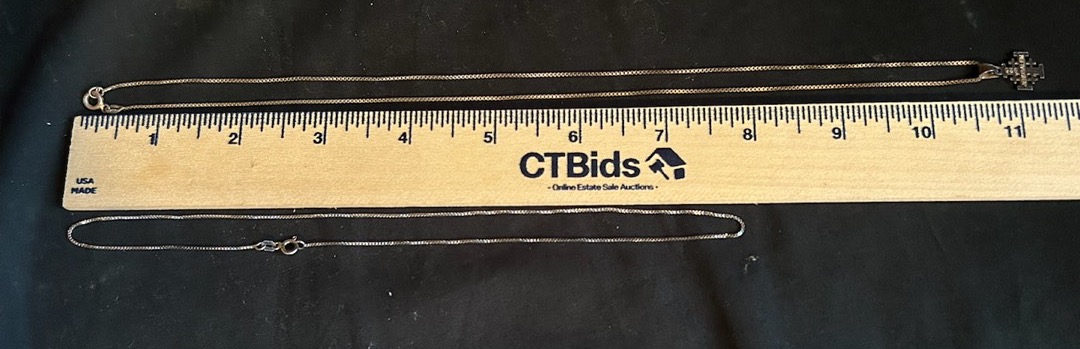 1 2 3 4 5 6 7 8 9 10 11
CTBids
USA
MADE
- Online Estate Sale Auctions -